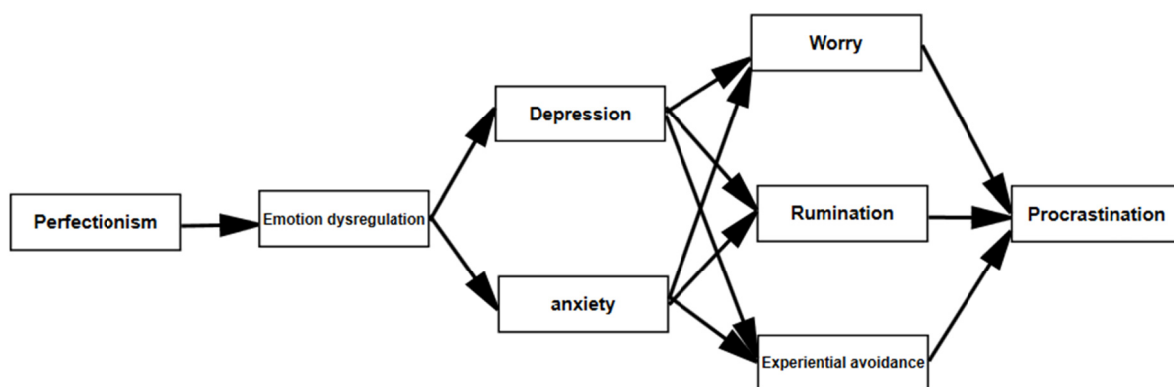 Perfectionism
Emotion dysregulation
Depression
anxiety
Worry
Rumination
Experiential avoidance
Procrastination